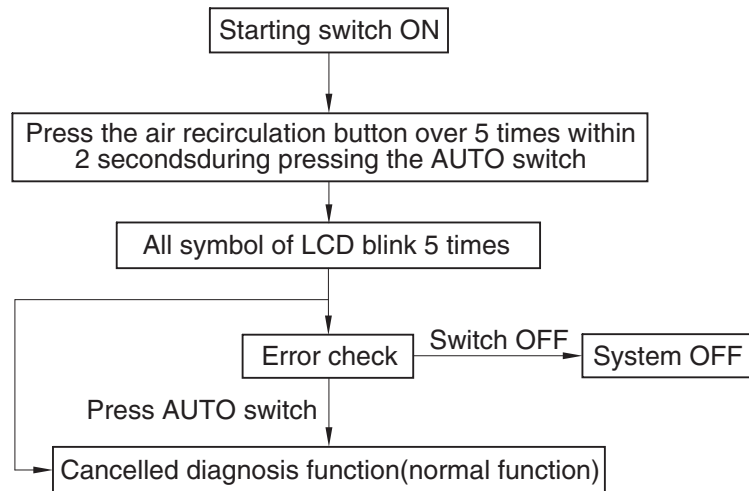 Starting switch ON
Press the air recirculation button over 5 times within
2 secondsduring pressing the AUTO switch
All symbol of LCD blink 5 times
Error check
Switch OFF
System OFF
Press AUTO switch
Cancelled diagnosis function(normal function)